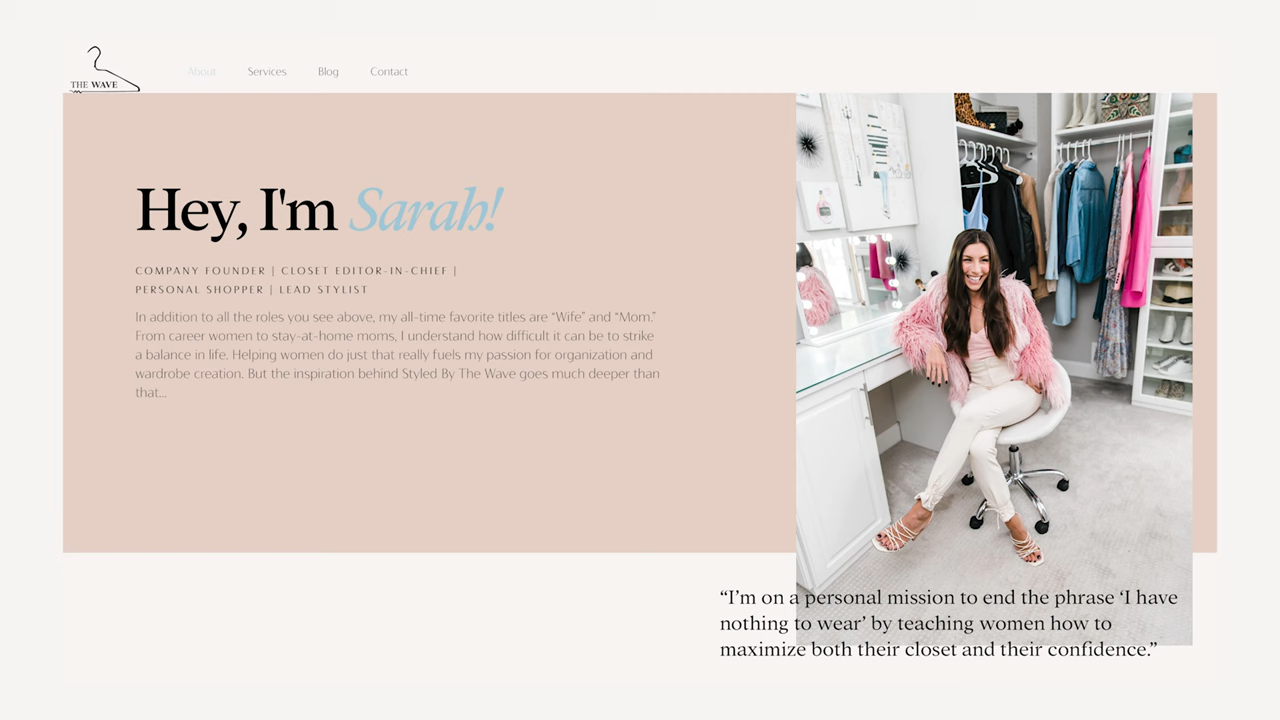 THE WAVE
About Services Blog Contact
Hey, I'm Sarah!
COMPANY FOUNDER | CLOSET EDITOR-IN-CHIEF |
PERSONAL SHOPPER | LEAD STYLIST
In addition to all the roles you see above, my all-time favorite titles are “Wife” and “Mom.”
From career women to stay-at-home moms, I understand how difficult it can be to strike
a balance in life. Helping women do just that really fuels my passion for organization and
wardrobe creation. But the inspiration behind Styled By The Wave goes much deeper than
that...
“I’m on a personal mission to end the phrase ‘I have
nothing to wear’ by teaching women how to
maximize both their closet and their confidence.”